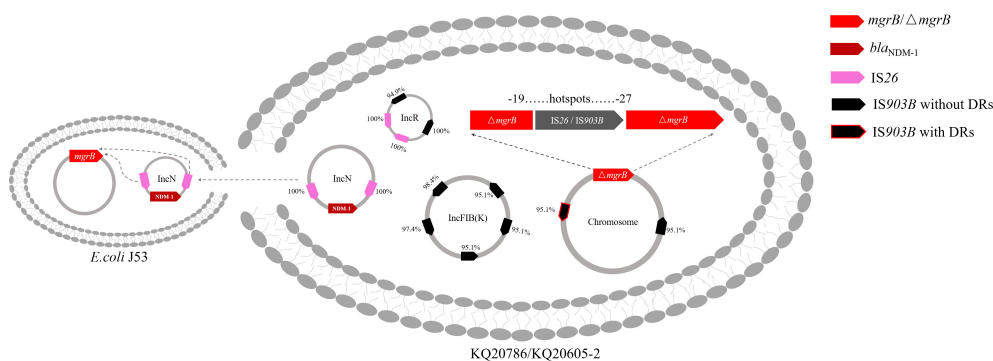 mgrB/△mgrB
blaNDM-1
IS26
IS903B without DRs
IS903B with DRs
-19......hotspots......-27
△mgrB
IS26 / IS903B
△mgrB
94.9%
100%
IncR
100%
100%
mgrB
IncN
NDM-1
100%
IncN
100%
NDM-1
98.4%
95.1%
IncFIB(K)
97.4%
95.1%
95.1%
△mgrB
95.1%
Chromosome
95.1%
E.coli J53
KQ20786/KQ20605-2